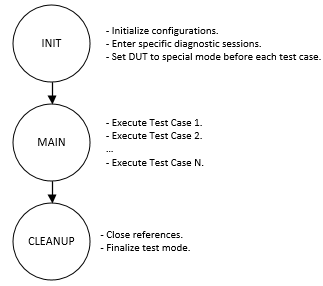 INIT
- Initialize configurations.
- Enter specific diagnostic sessions.
- Set DUT to special mode before each test case.
MAIN
- Execute Test Case 1.
- Execute Test Case 2.
...
- Execute Test Case N.
CLEANUP
- Close references.
- Finalize test mode.